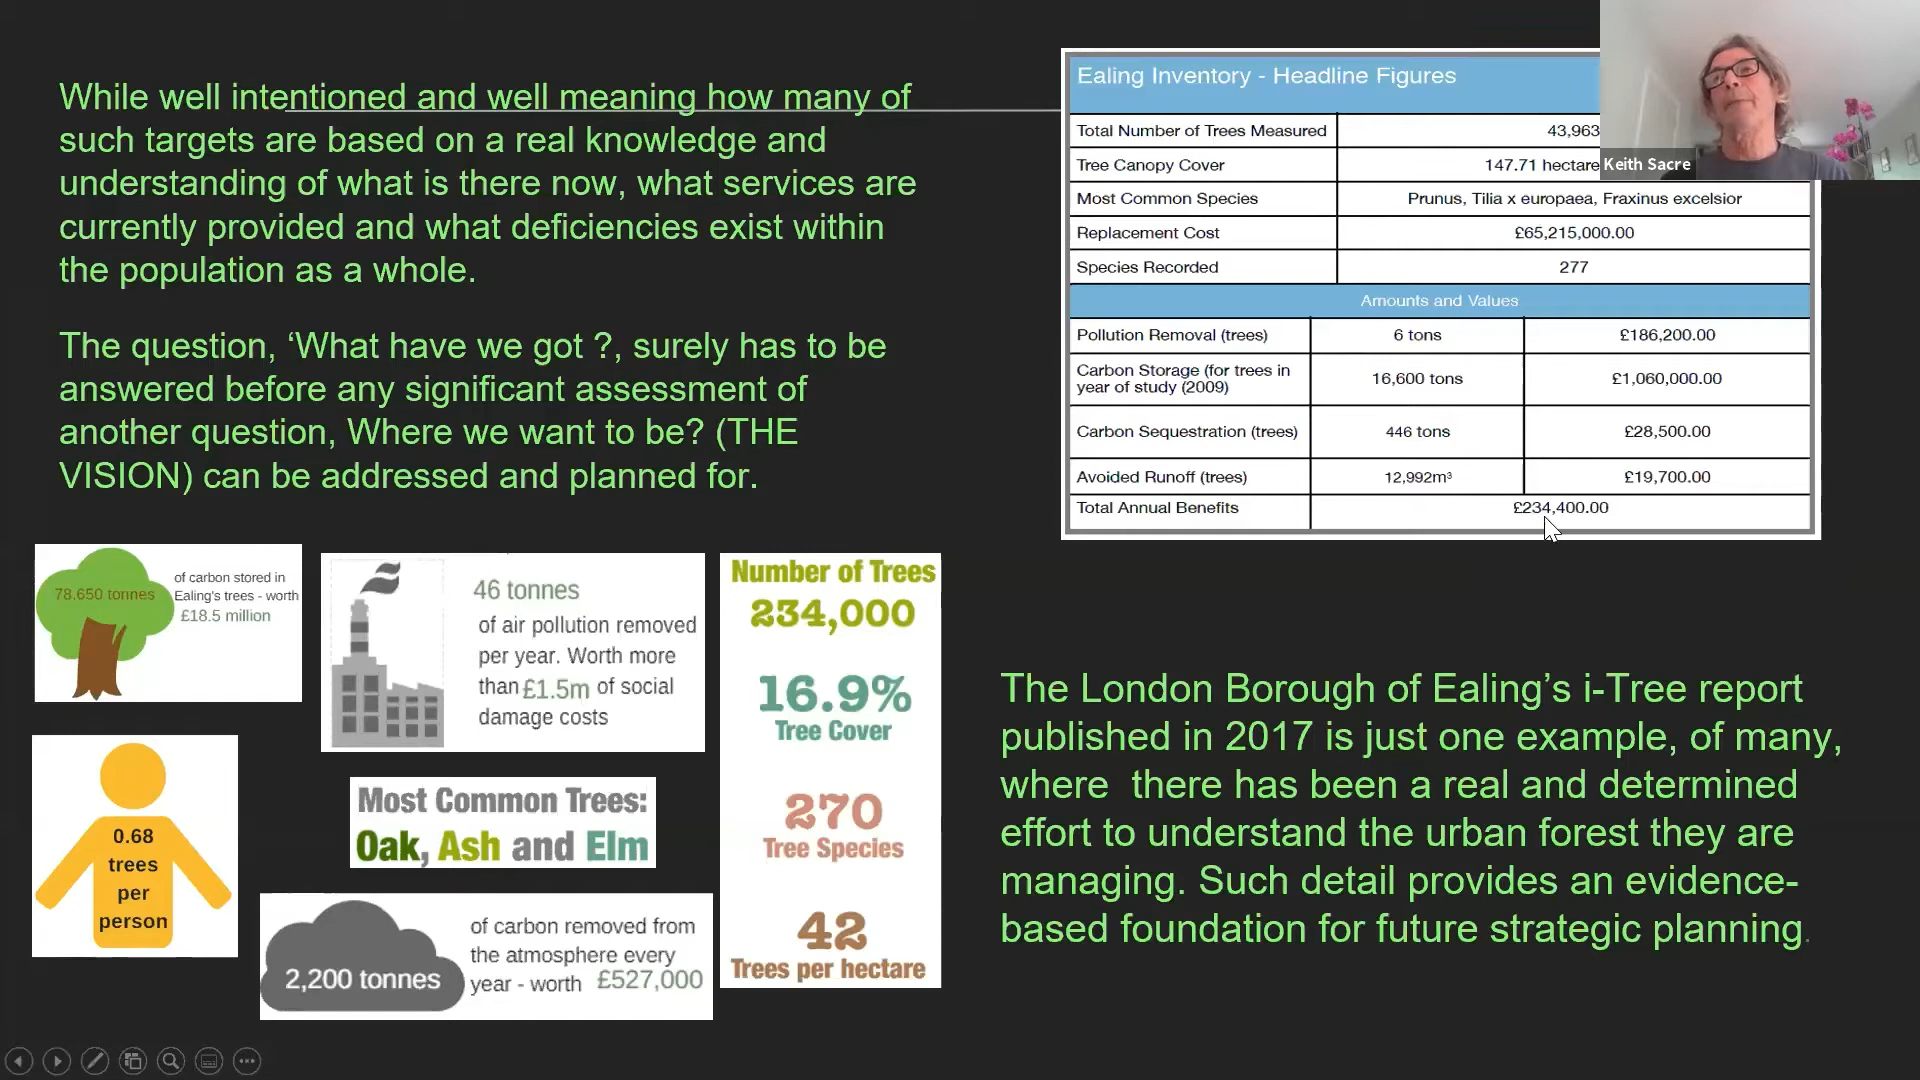 While well intentioned and well meaning how many of
such targets are based on a real knowledge and
understanding of what is there now, what services are
currently provided and what deficiencies exist within
the population as a whole.
The question, ‘What have we got ?, surely has to be
answered before any significant assessment of
another question, Where we want to be? (THE
VISION) can be addressed and planned for.
Ealing Inventory - Headline Figures
Total Number of Trees Measured 43,963
Tree Canopy Cover 147.71 hectare
Most Common Species Prunus, Tilia x europaea, Fraxinus excelsior
Replacement Cost £65,215,000.00
Species Recorded 277
Amounts and Values
Pollution Removal (trees) 6 tons £186,200.00
Carbon Storage (for trees in
year of study (2009) 16,600 tons £1,060,000.00
Carbon Sequestration (trees) 446 tons £28,500.00
Avoided Runoff (trees) 12,992m³ £19,700.00
Total Annual Benefits £234,400.00
Keith Sacre
78,650 tonnes
of carbon stored in
Ealing's trees - worth
£18.5 million
46 tonnes
of air pollution removed
per year. Worth more
than £1.5m of social
damage costs
Number of Trees
234,000
16.9%
Tree Cover
270
Tree Species
42
Trees per hectare
0.68
trees
per
person
Most Common Trees:
Oak, Ash and Elm
2,200 tonnes
of carbon removed from
the atmosphere every
year - worth £527,000
The London Borough of Ealing’s i-Tree report
published in 2017 is just one example, of many,
where there has been a real and determined
effort to understand the urban forest they are
managing. Such detail provides an evidence-
based foundation for future strategic planning.